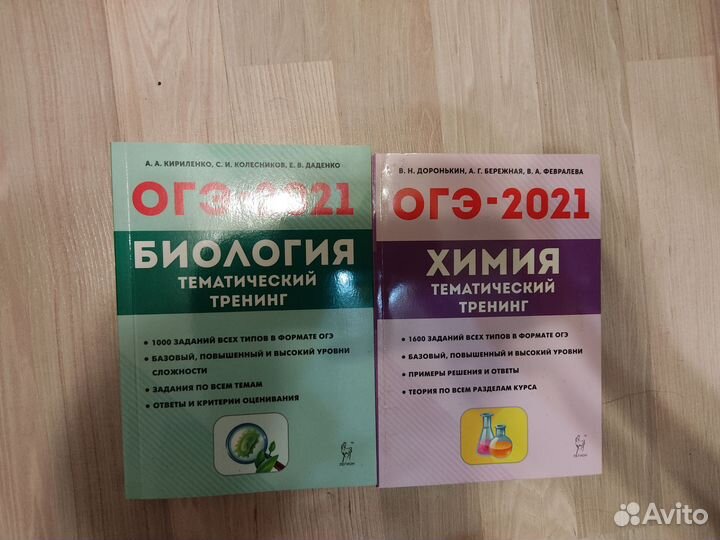 А. А. КИРИЛЕНКО, С. И. КОЛЕСНИКОВ, Е. В. ДАДЕНКО
ОГЭ-2021
БИОЛОГИЯ
ТЕМАТИЧЕСКИЙ
ТРЕНИНГ
• 1000 ЗАДАНИЙ ВСЕХ ТИПОВ В ФОРМАТЕ ОГЭ
• БАЗОВЫЙ, ПОВЫШЕННЫЙ И ВЫСОКИЙ УРОВНИ
СЛОЖНОСТИ
• ЗАДАНИЯ ПО ВСЕМ ТЕМАМ
• ОТВЕТЫ И КРИТЕРИИ ОЦЕНИВАНИЯ
ЛЕГИОН
В. Н. ДОРОНЬКИН, А. Г. БЕРЕЖНАЯ, В. А. ФЕВРАЛЕВА
ОГЭ-2021
ХИМИЯ
ТЕМАТИЧЕСКИЙ
ТРЕНИНГ
• 1600 ЗАДАНИЙ ВСЕХ ТИПОВ В ФОРМАТЕ ОГЭ
• БАЗОВЫЙ, ПОВЫШЕННЫЙ И ВЫСОКИЙ УРОВНИ
• ПРИМЕРЫ РЕШЕНИЯ И ОТВЕТЫ
• ТЕОРИЯ ПО ВСЕМ РАЗДЕЛАМ КУРСА
ЛЕГИОН
Avito